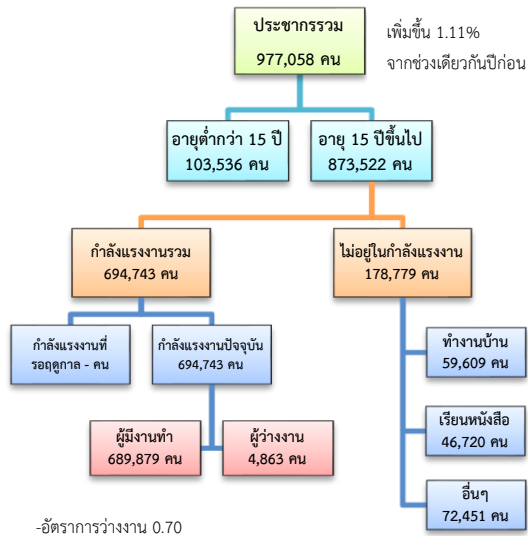 ประชากรรวม
977,058 คน
เพิ่มขึ้น 1.11%
จากช่วงเดียวกันปีก่อน
อายุต่ำกว่า 15 ปี
103,536 คน
อายุ 15 ปีขึ้นไป
873,522 คน
กำลังแรงงานรวม
694,743 คน
ไม่อยู่ในกำลังแรงงาน
178,779 คน
กำลังแรงงานที่
รอฤดูกาล - คน
กำลังแรงงานปัจจุบัน
694,743 คน
ทำงานบ้าน
59,609 คน
ผู้มีงานทำ
689,879 คน
ผู้ว่างงาน
4,863 คน
เรียนหนังสือ
46,720 คน
อื่นๆ
72,451 คน
-อัตราการว่างงาน 0.70